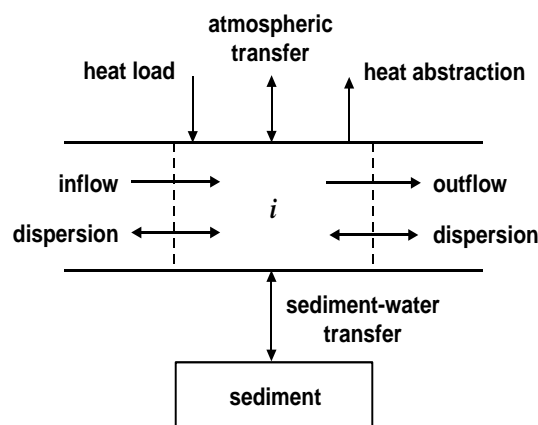 atmospheric
transfer
heat load
heat abstraction
inflow
outflow
i
dispersion
dispersion
sediment-water
transfer
sediment